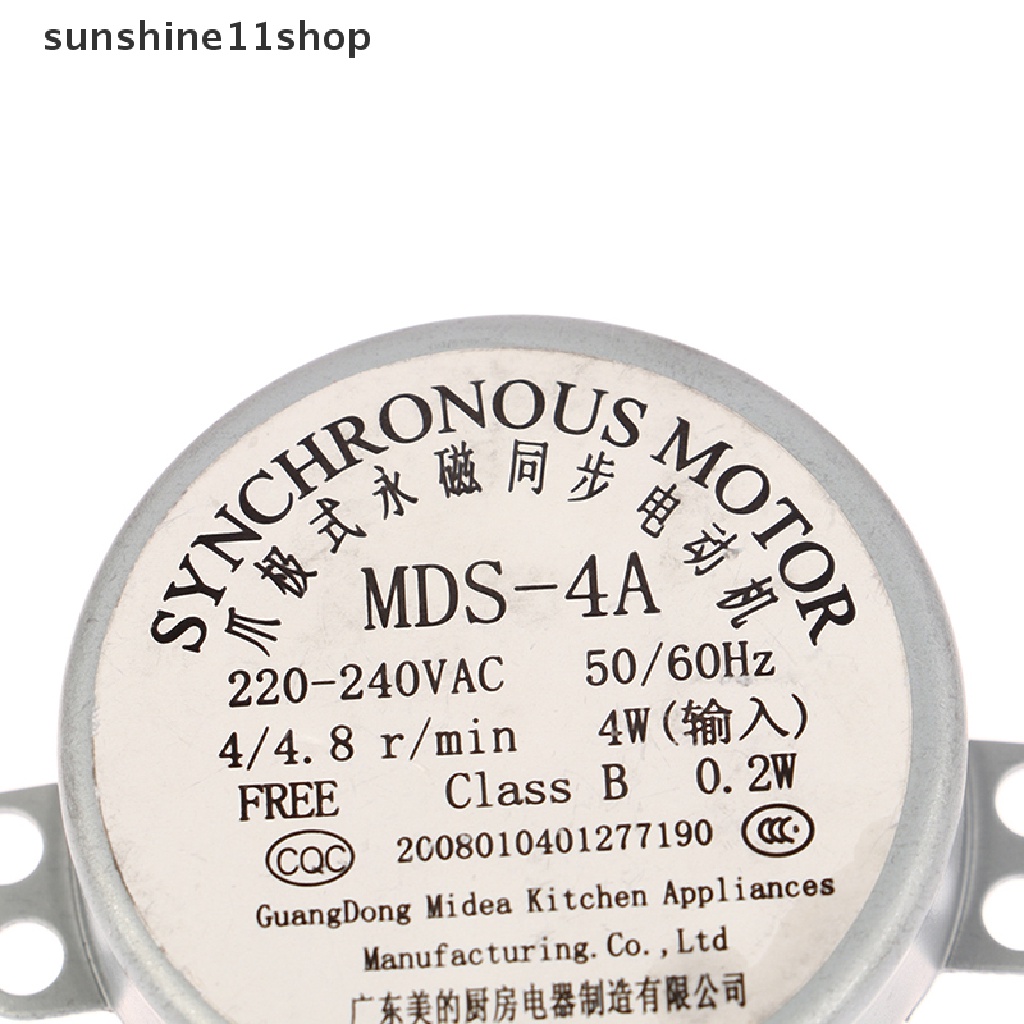 sunshine11shop
SYNCHRONOUS MOTOR
爪极式永磁同步电动机
MDS-4A
220-240VAC 50/60Hz
4/4.8 r/min 4W(输入)
FREE Class B 0.2W
CQC 2008010401277190 CCC
GuangDong Midea Kitchen Appliances
Manufacturing.Co.,Ltd
广东美的厨房电器制造有限公司